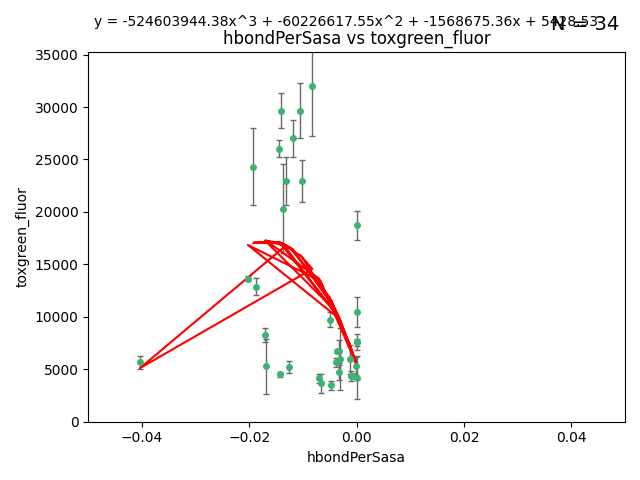 y = -524603944.38x^3 + -60226617.55x^2 + -1568675.36x + 5428.53
N = 34
hbondPerSasa vs toxgreen_fluor
35000
30000
25000
20000
15000
10000
5000
0
toxgreen_fluor
−0.04 −0.02 0.00 0.02 0.04
hbondPerSasa